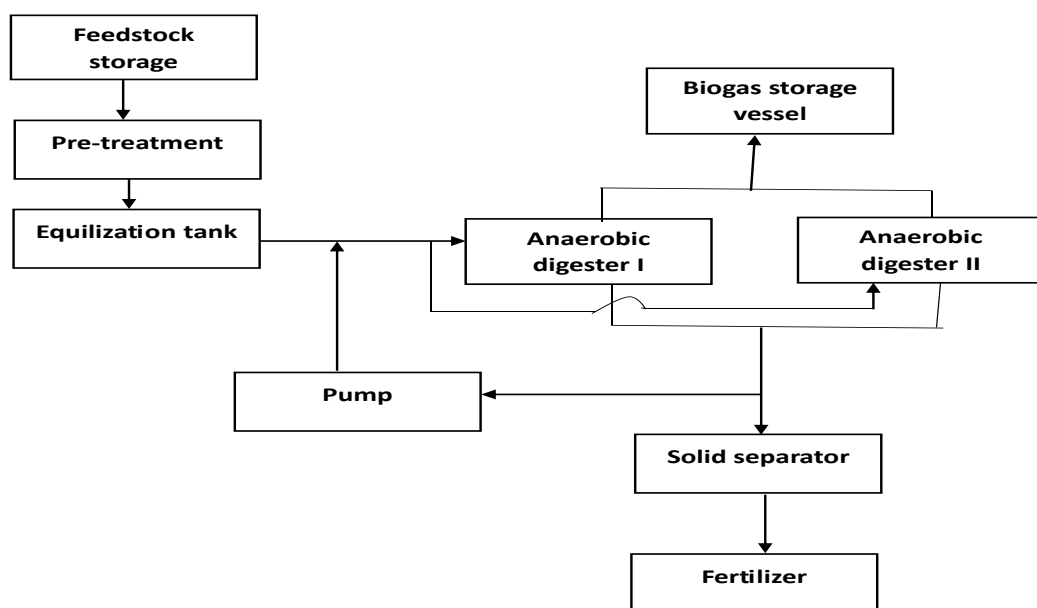 Feedstock
storage
Pre-treatment
Equilization tank
Biogas storage
vessel
Anaerobic
digester I
Anaerobic
digester II
Pump
Solid separator
Fertilizer